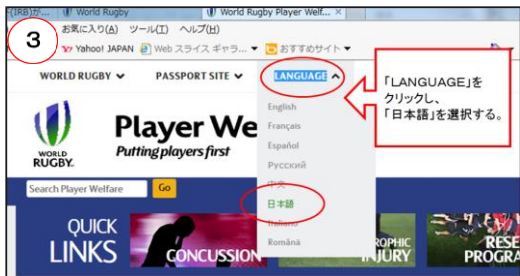 (IRB)が...
World Rugby
World Rugby Player Welf...
③
お気に入り(A) ツール(T) ヘルプ(H)
Yahoo! JAPAN
Web スライス ギャラ...
おすすめサイト
WORLD RUGBY
PASSPORT SITE
LANGUAGE
「LANGUAGE」を
クリックし、
「日本語」を選択する。
English
Français
Español
Русский
中文
日本語
Italiano
Română
WORLD
RUGBY.
Player We
Putting players first
Search Player Welfare
Go
QUICK
LINKS
CONCUSSION
ROPHIC
INJURY
RESE
PROGRA